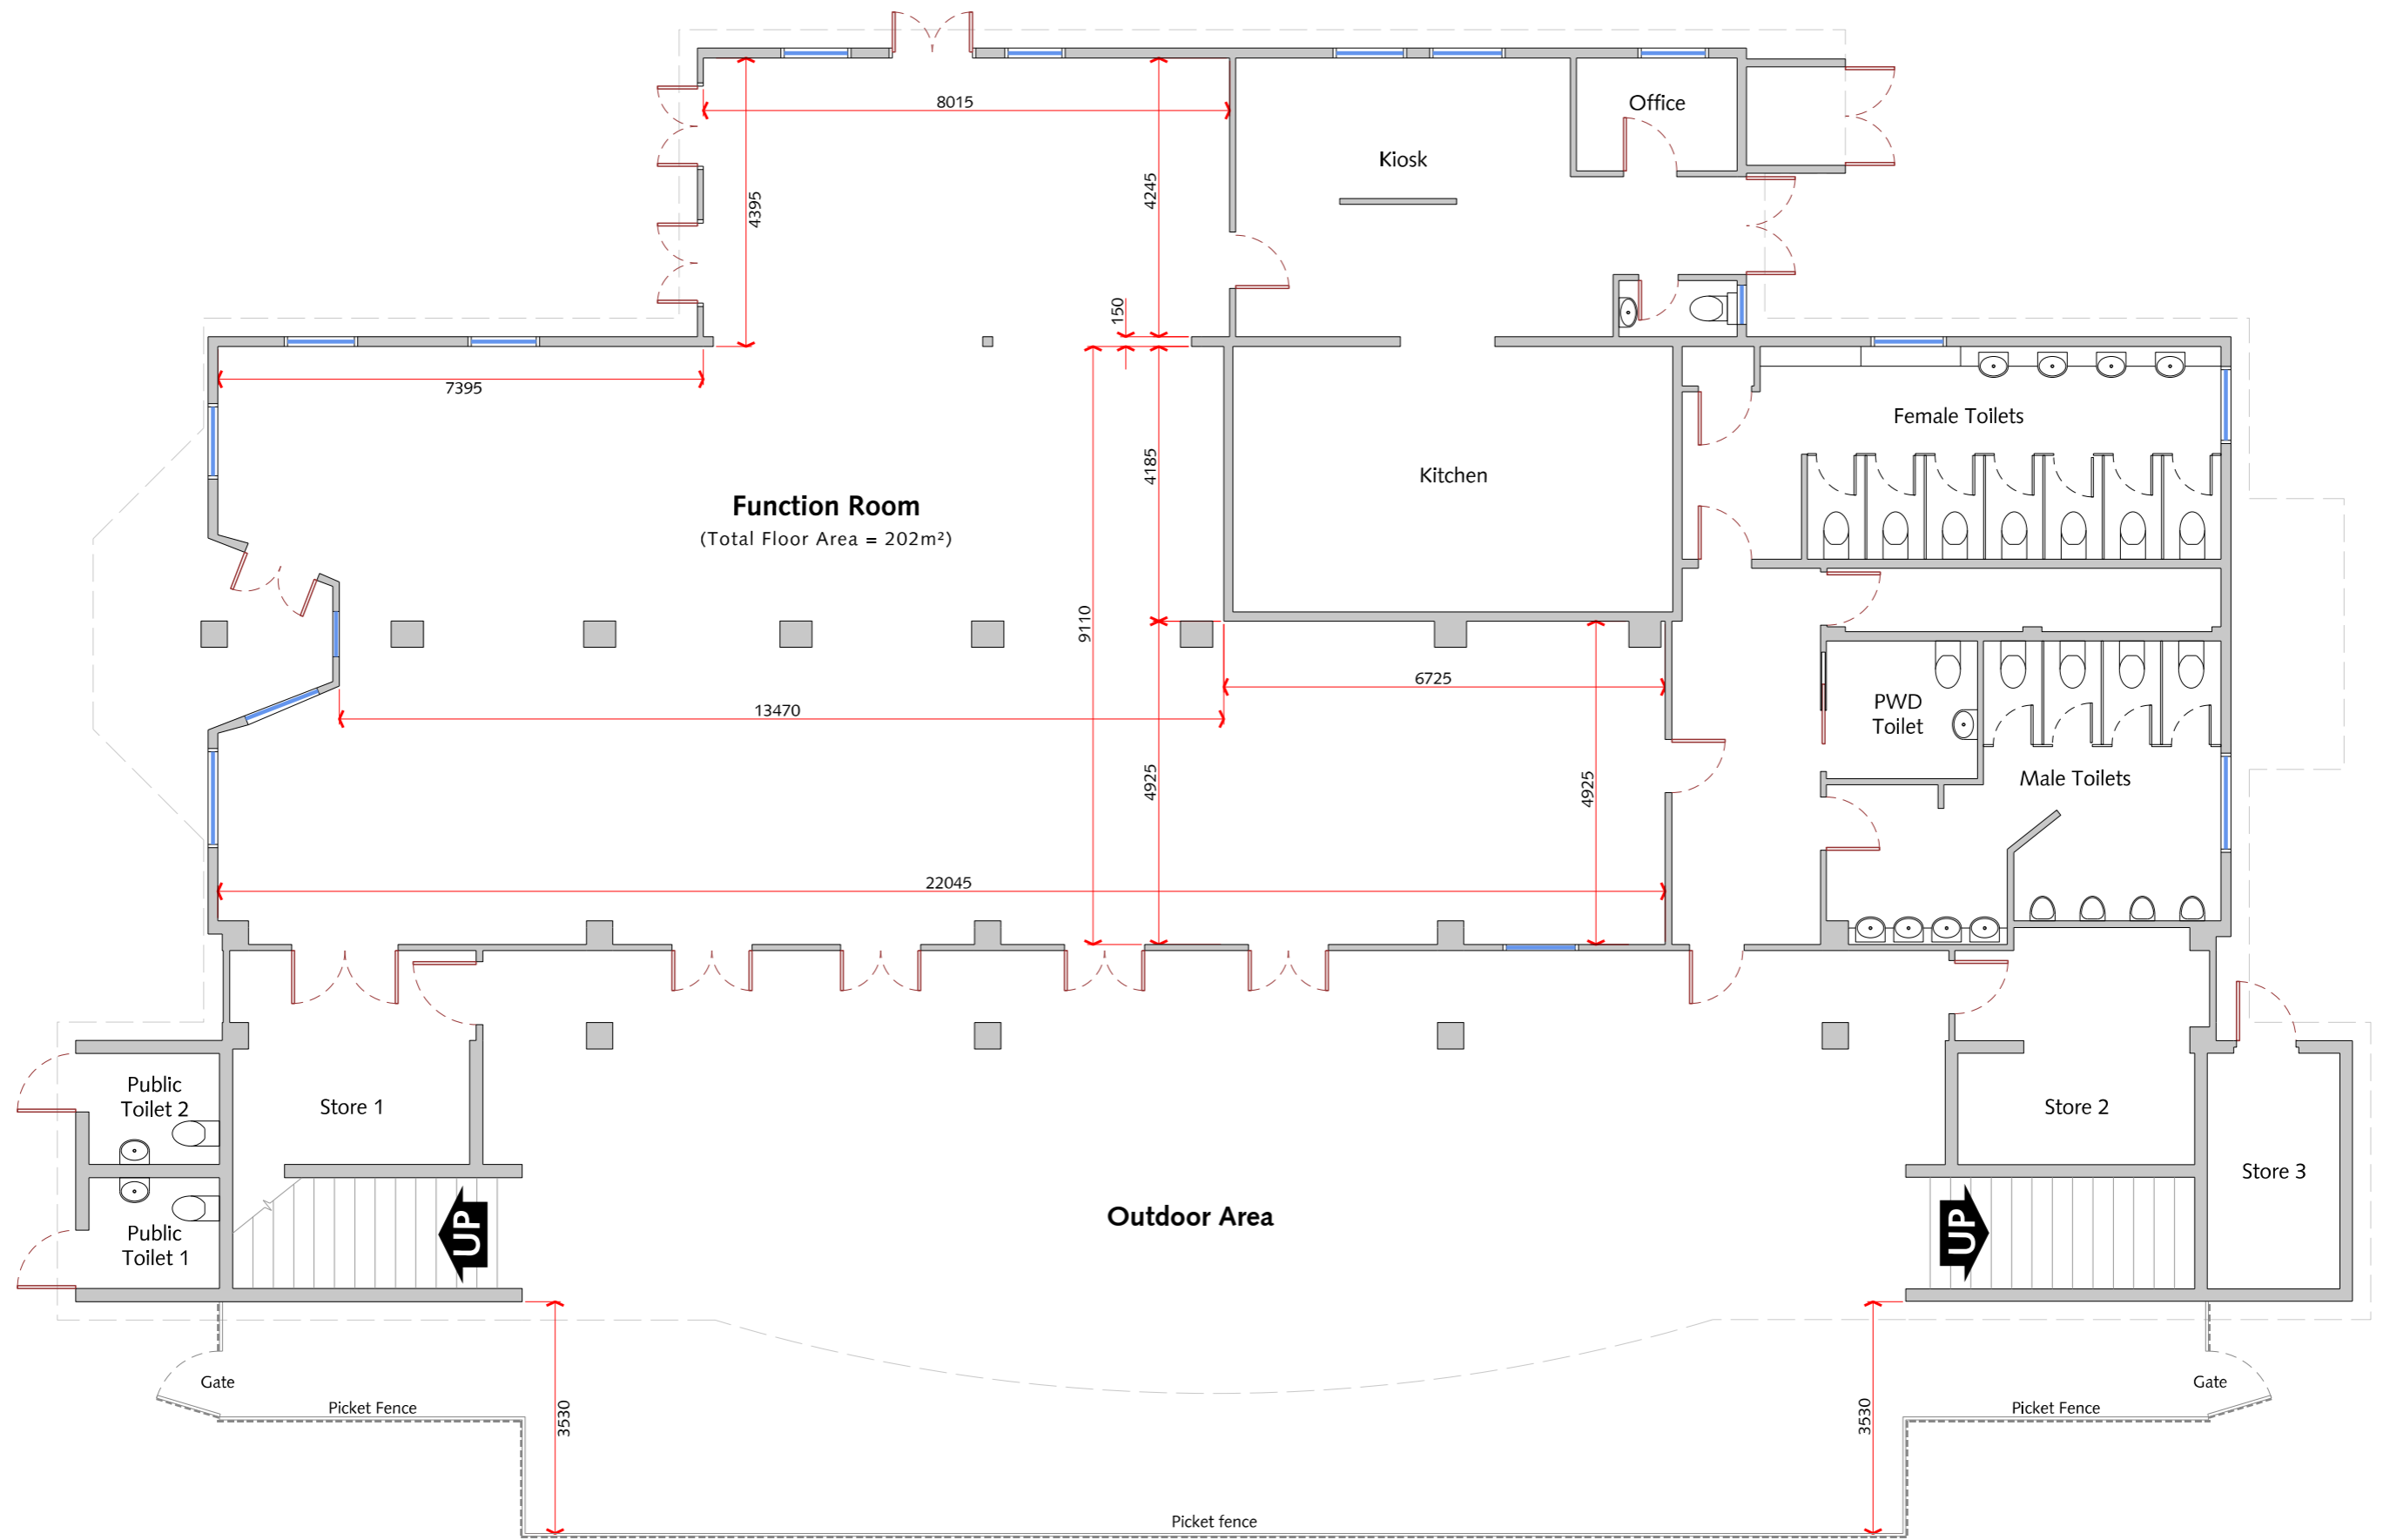 8015
Office
Kiosk
4395
4245
150
7395
Female Toilets
4185
Kitchen
Function Room
(Total Floor Area = 202m²)
9110
6725
13470
PWD
Toilet
4925
4925
Male Toilets
22045
Public
Toilet 2
Store 1
Store 2
Store 3
UP
UP
Outdoor Area
Public
Toilet 1
Gate
Gate
Picket Fence
Picket Fence
3530
3530
Picket fence